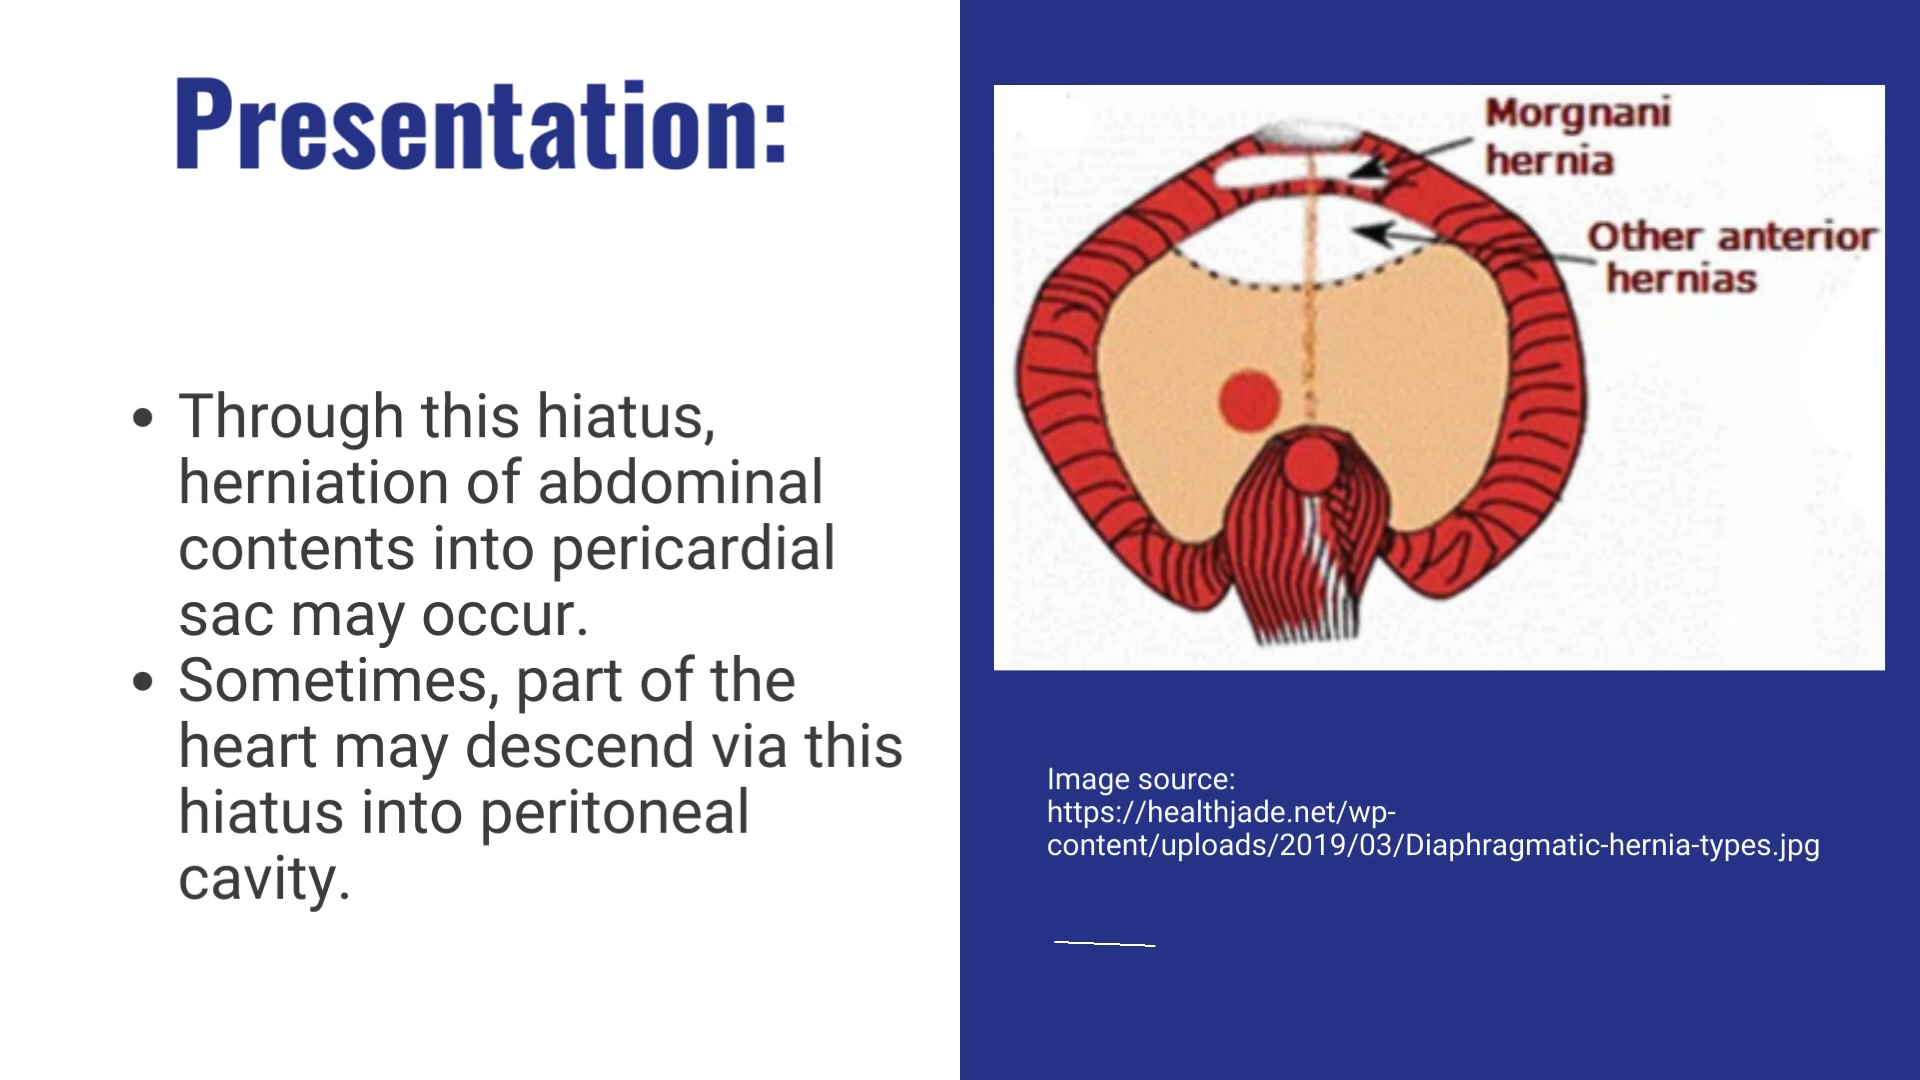 Presentation:
• Through this hiatus,
herniation of abdominal
contents into pericardial
sac may occur.
• Sometimes, part of the
heart may descend via this
hiatus into peritoneal
cavity.
Morgnani
hernia
Other anterior
hernias
Image source:
https://healthjade.net/wp-
content/uploads/2019/03/Diaphragmatic-hernia-types.jpg